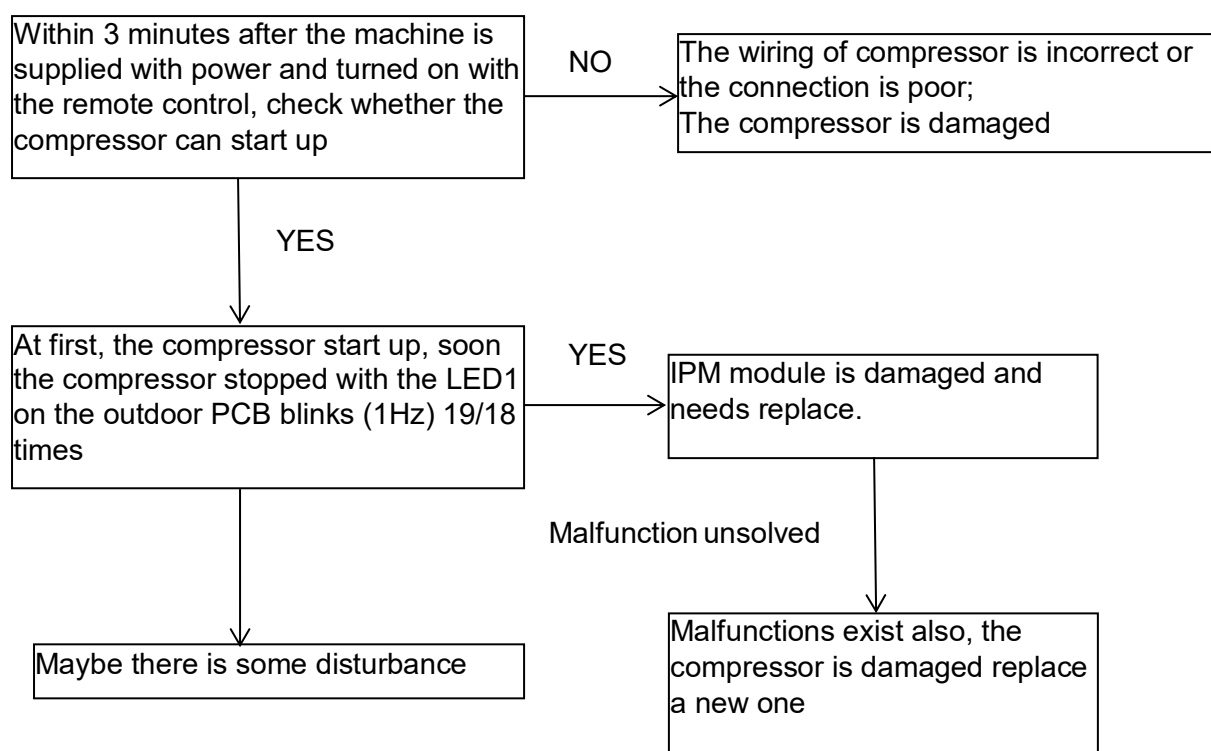 Within 3 minutes after the machine is
supplied with power and turned on with
the remote control, check whether the
compressor can start up
NO
The wiring of compressor is incorrect or
the connection is poor;
The compressor is damaged
YES
At first, the compressor start up, soon
the compressor stopped with the LED1
on the outdoor PCB blinks (1Hz) 19/18
times
YES
IPM module is damaged and
needs replace.
Malfunction unsolved
Maybe there is some disturbance
Malfunctions exist also, the
compressor is damaged replace
a new one